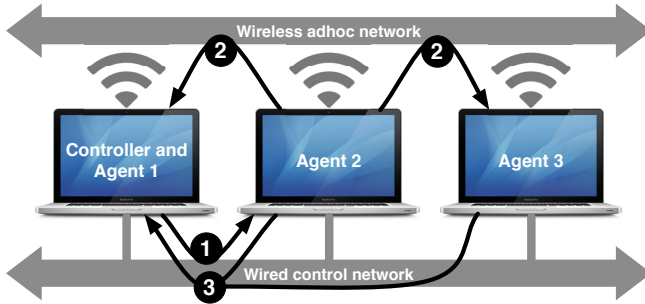 Wireless adhoc network
2
2
Controller and
Agent 1
Agent 2
Agent 3
1
Wired control network
3